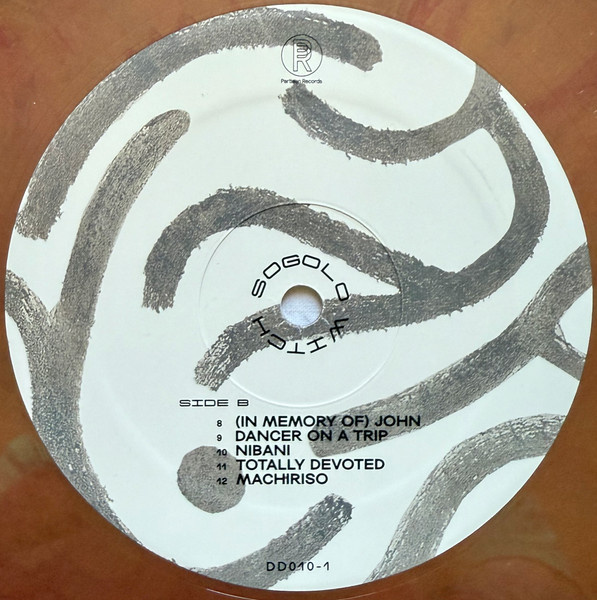 R
Partisan Records
SOGOLO
WHITCH
SIDE B
8 (IN MEMORY OF) JOHN
9 DANCER ON A TRIP
10 NIBANI
11 TOTALLY DEVOTED
12 MACHIRISO
DD010-1